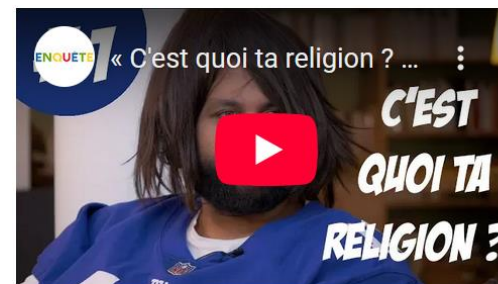 ENQUÊTE
« C'est quoi ta religion ? ...
C'EST
QUOI TA
RELIGION ?